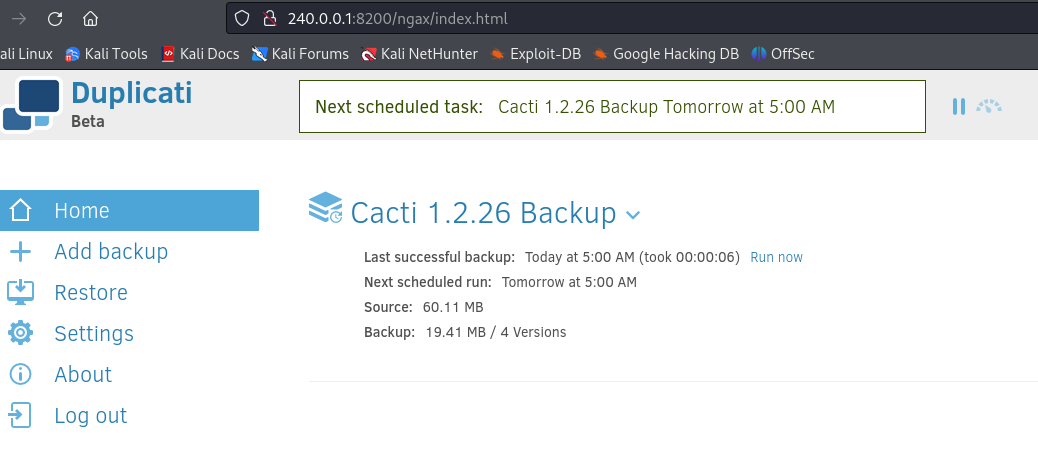 240.0.0.1:8200/ngax/index.html
ali Linux Kali Tools Kali Docs Kali Forums Kali NetHunter Exploit-DB Google Hacking DB OffSec
Duplicati
Beta
Next scheduled task: Cacti 1.2.26 Backup Tomorrow at 5:00 AM
Home
Add backup
Restore
Settings
About
Log out
Cacti 1.2.26 Backup
Last successful backup: Today at 5:00 AM (took 00:00:06) Run now
Next scheduled run: Tomorrow at 5:00 AM
Source: 60.11 MB
Backup: 19.41 MB / 4 Versions